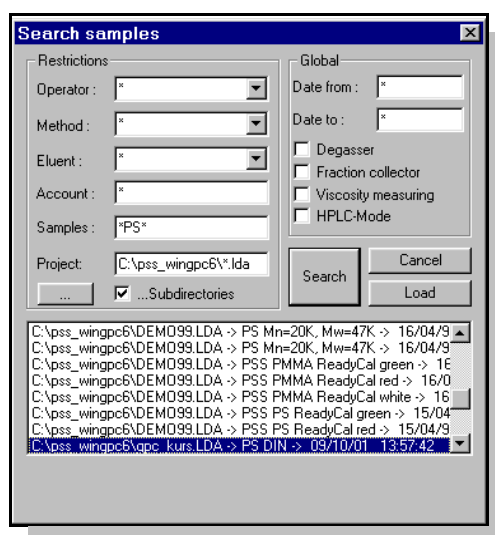 Search samples
Restrictions
Operator : *
Method : *
Eluent : *
Account : *
Samples : *PS*
Project: C:\pss_wingpc6\*.lda
... ...Subdirectories
Global
Date from : *
Date to : *
Degasser
Fraction collector
Viscosity measuring
HPLC-Mode
Search
Cancel
Load
C:\pss_wingpc6\DEMO99.LDA -> PS Mn=20K, Mw=47K -> 16/04/9
C:\pss_wingpc6\DEMO99.LDA -> PS Mn=20K, Mw=47K -> 16/04/9
C:\pss_wingpc6\DEMO99.LDA -> PSS PMMA ReadyCal green -> 16
C:\pss_wingpc6\DEMO99.LDA -> PSS PMMA ReadyCal red -> 16/0
C:\pss_wingpc6\DEMO99.LDA -> PSS PMMA ReadyCal white -> 16
C:\pss_wingpc6\DEMO99.LDA -> PSS PS ReadyCal green -> 15/04
C:\pss_wingpc6\DEMO99.LDA -> PSS PS ReadyCal red -> 15/04/9
C:\pss_wingpc6\gpc_kurs.LDA -> PS DIN -> 09/10/01 13:57:42